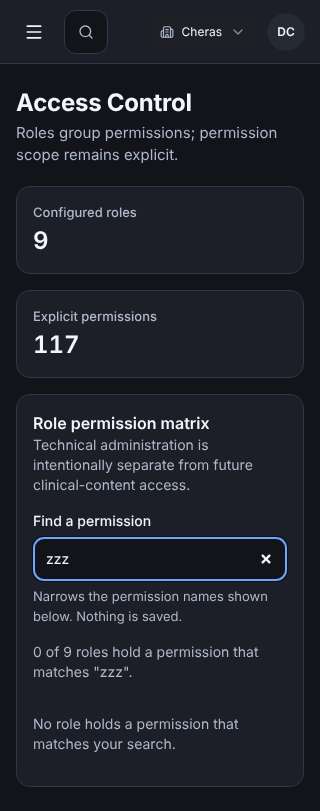 Cheras
DC
Access Control
Roles group permissions; permission
scope remains explicit.
Configured roles
9
Explicit permissions
117
Role permission matrix
Technical administration is
intentionally separate from future
clinical-content access.
Find a permission
zzz
Narrows the permission names shown
below. Nothing is saved.
0 of 9 roles hold a permission that
matches "zzz".
No role holds a permission that
matches your search.